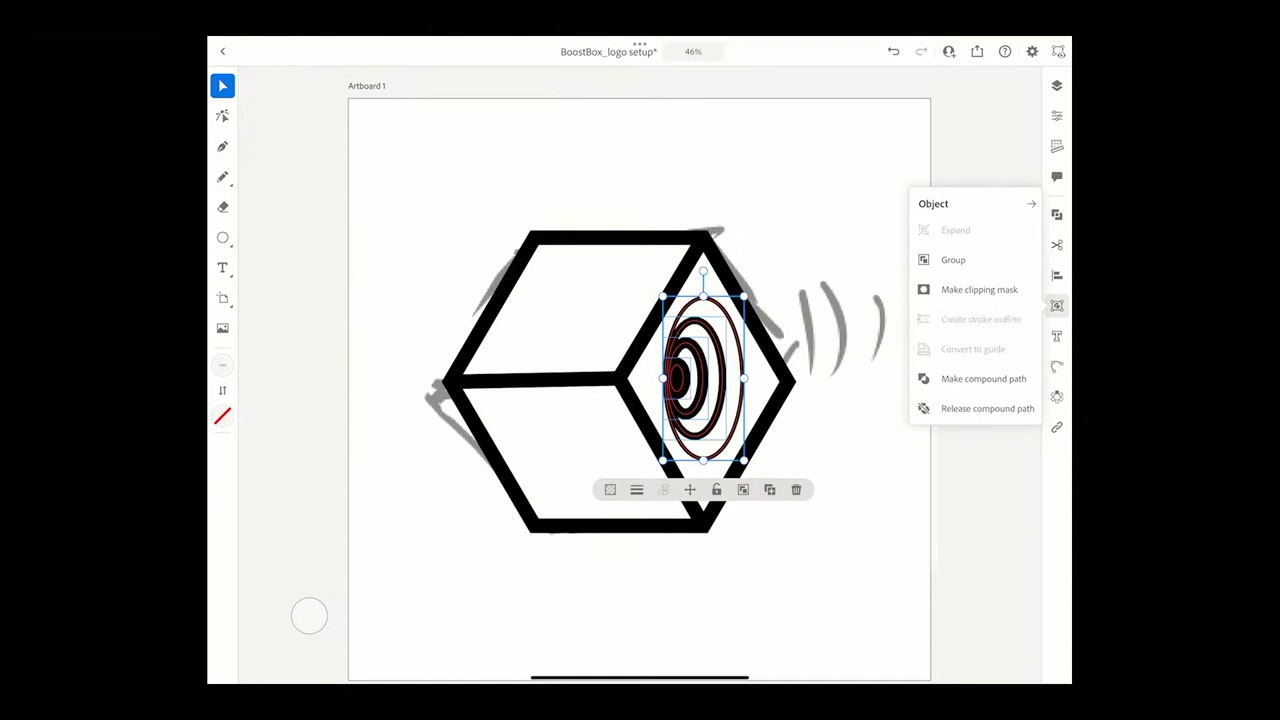 BoostBox_logo setup*
46%
Artboard 1
Object
Expand
Group
Make clipping mask
Create stroke outline
Convert to guide
Make compound path
Release compound path